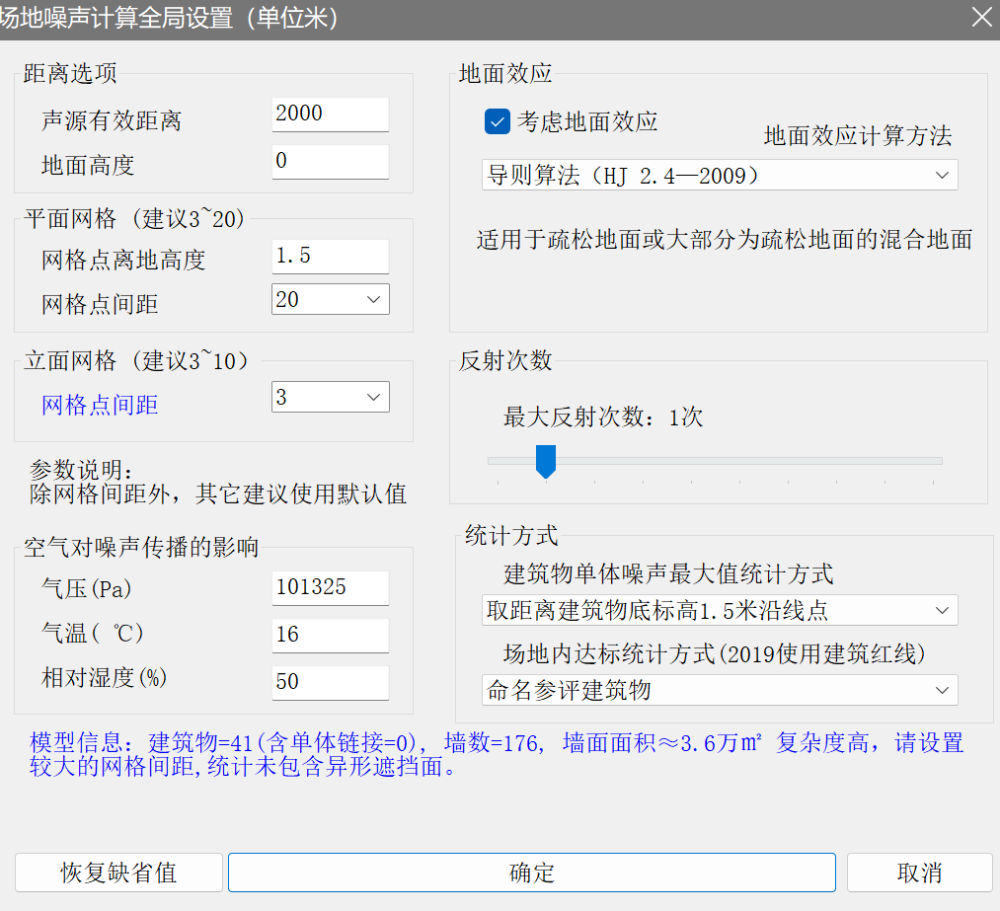 场地噪声计算全局设置（单位米）
距离选项
声源有效距离 2000
地面高度 0
平面网格 (建议3~20)
网格点离地高度 1.5
网格点间距 20
立面网格 (建议3~10)
网格点间距 3
参数说明:
除网格间距外，其它建议使用默认值
空气对噪声传播的影响
气压(Pa) 101325
气温( ℃) 16
相对湿度(%) 50
地面效应
考虑地面效应
地面效应计算方法
导则算法（HJ 2.4—2009）
适用于疏松地面或大部分为疏松地面的混合地面
反射次数
最大反射次数: 1次
统计方式
建筑物单体噪声最大值统计方式
取距离建筑物底标高1.5米沿线点
场地内达标统计方式(2019使用建筑红线)
命名参评建筑物
模型信息: 建筑物=41(含单体链接=0), 墙数=176, 墙面面积≈3.6万㎡ 复杂度高，请设置
较大的网格间距,统计未包含异形遮挡面。
恢复缺省值
确定
取消